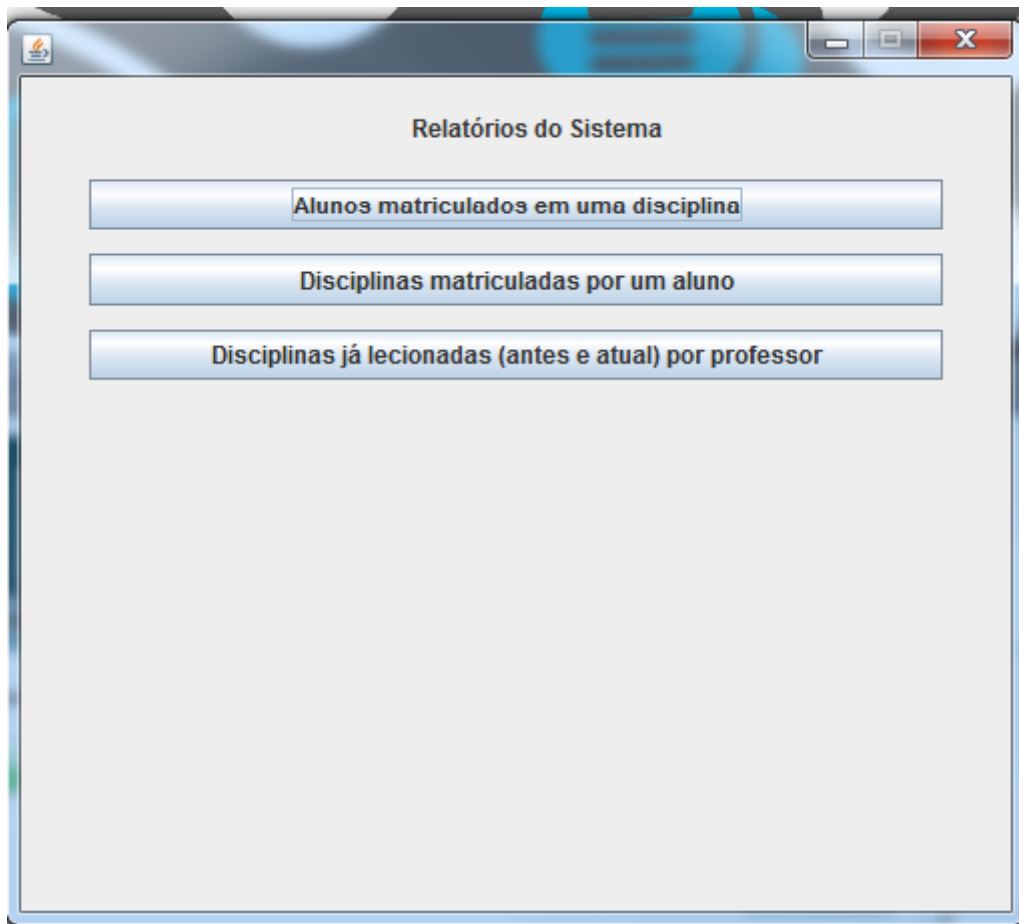 Relatórios do Sistema
Alunos matriculados em uma disciplina
Disciplinas matriculadas por um aluno
Disciplinas já lecionadas (antes e atual) por professor